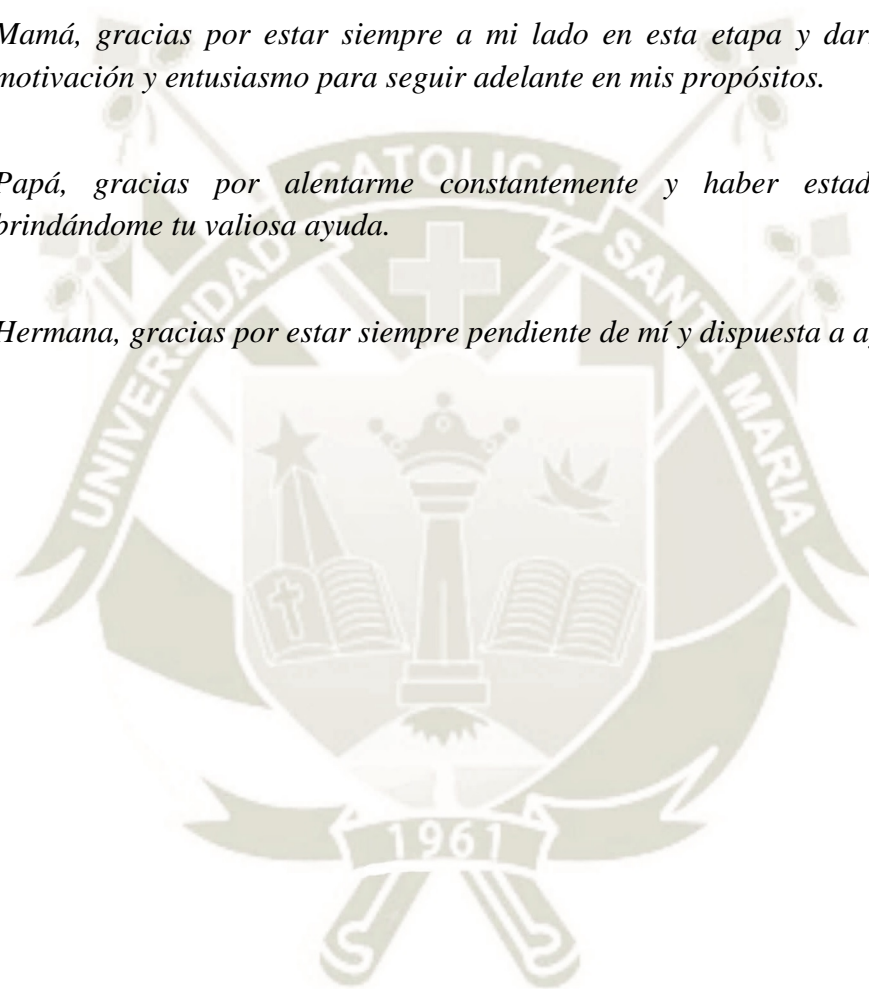 Mamá, gracias por estar siempre a mi lado en esta etapa y
motivación y entusiasmo para seguir adelante en mis propósitos.
Papá, gracias por alentarme constantemente y haber
brindándome tu valiosa ayuda.
Hermana, gracias por estar siempre pendiente de mí y dispuesta a
UNIVERSIDAD CATOLICA SANTA MARIA
1961